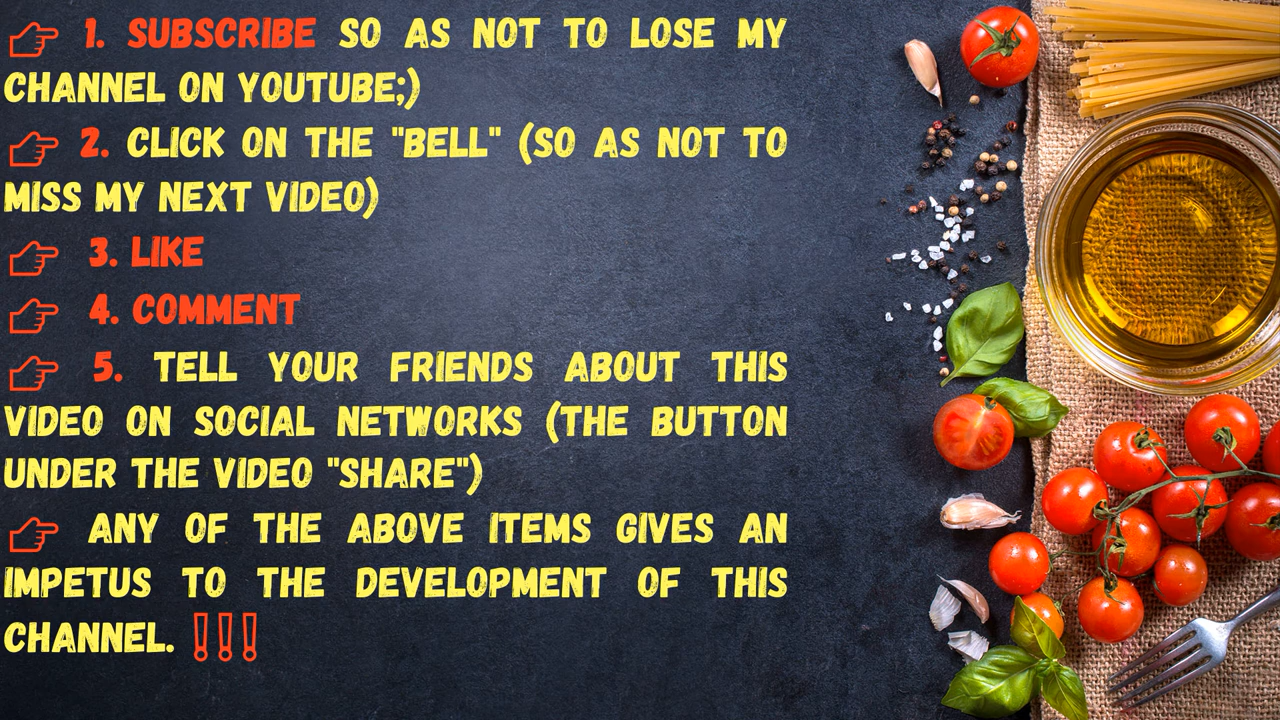 👉 1. SUBSCRIBE SO AS NOT TO LOSE MY
CHANNEL ON YOUTUBE;)
👉 2. CLICK ON THE "BELL" (SO AS NOT TO
MISS MY NEXT VIDEO)
👉 3. LIKE
👉 4. COMMENT
👉 5. TELL YOUR FRIENDS ABOUT THIS
VIDEO ON SOCIAL NETWORKS (THE BUTTON
UNDER THE VIDEO "SHARE")
👉 ANY OF THE ABOVE ITEMS GIVES AN
IMPETUS TO THE DEVELOPMENT OF THIS
CHANNEL. !!!